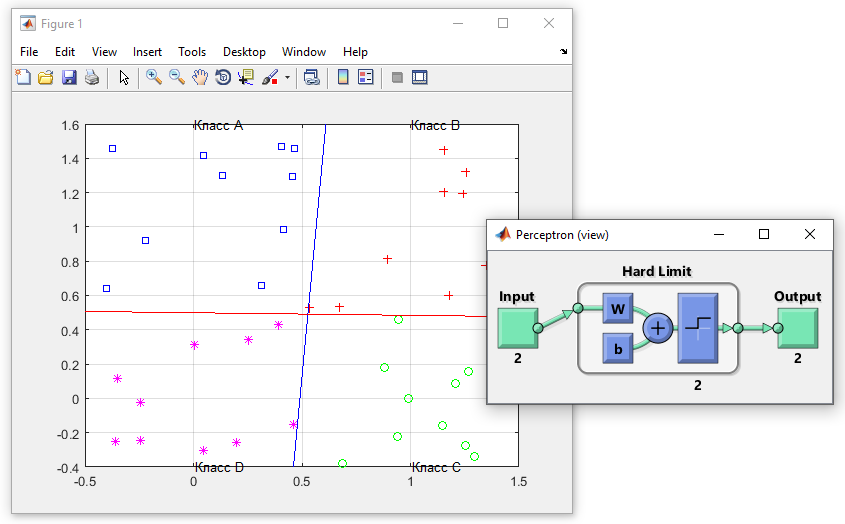 Figure 1
File Edit View Insert Tools Desktop Window Help
Класс A Класс B
1.6
1.4
1.2
1
0.8
0.6
0.4
0.2
0
-0.2
-0.4
Класс D Класс C
-0.5 0 0.5 1 1.5
Perceptron (view)
Hard Limit
Input
W
b
Output
2
2
2